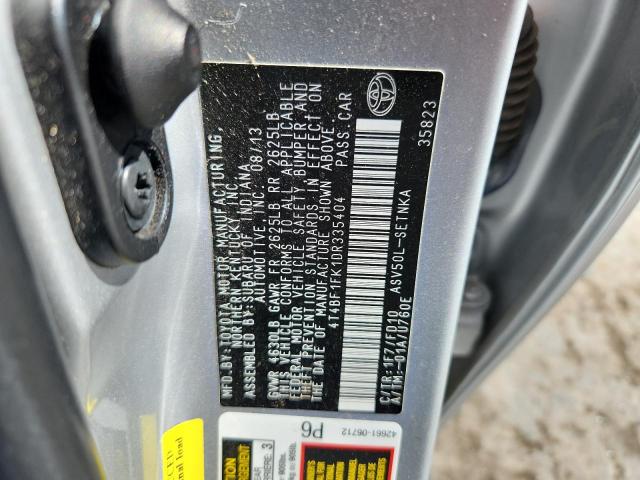 MFD.BY:TOYOTA MOTOR MANUFACTURING,
NORTHERN KENTUCKY,INC.
ASSEMBLED BY:SUBARU OF INDIANA
AUTOMOTIVE, INC. 08/13
GVWR 4630LB GAWR FR 2625LB RR 2625LB
THIS VEHICLE CONFORMS TO ALL APPLICABLE
FEDERAL MOTOR VEHICLE SAFETY, BUMPER AND
THEFT PREVENTION STANDARDS IN EFFECT ON
THE DATE OF MANUFACTURE SHOWN ABOVE.
4T4BF1FK1DR335404 PASS. CAR
C/TR:1F7/FD10 ASV50L-SETNKA
A/TM:-01A/U760E 35823
P6
42661-06712
3